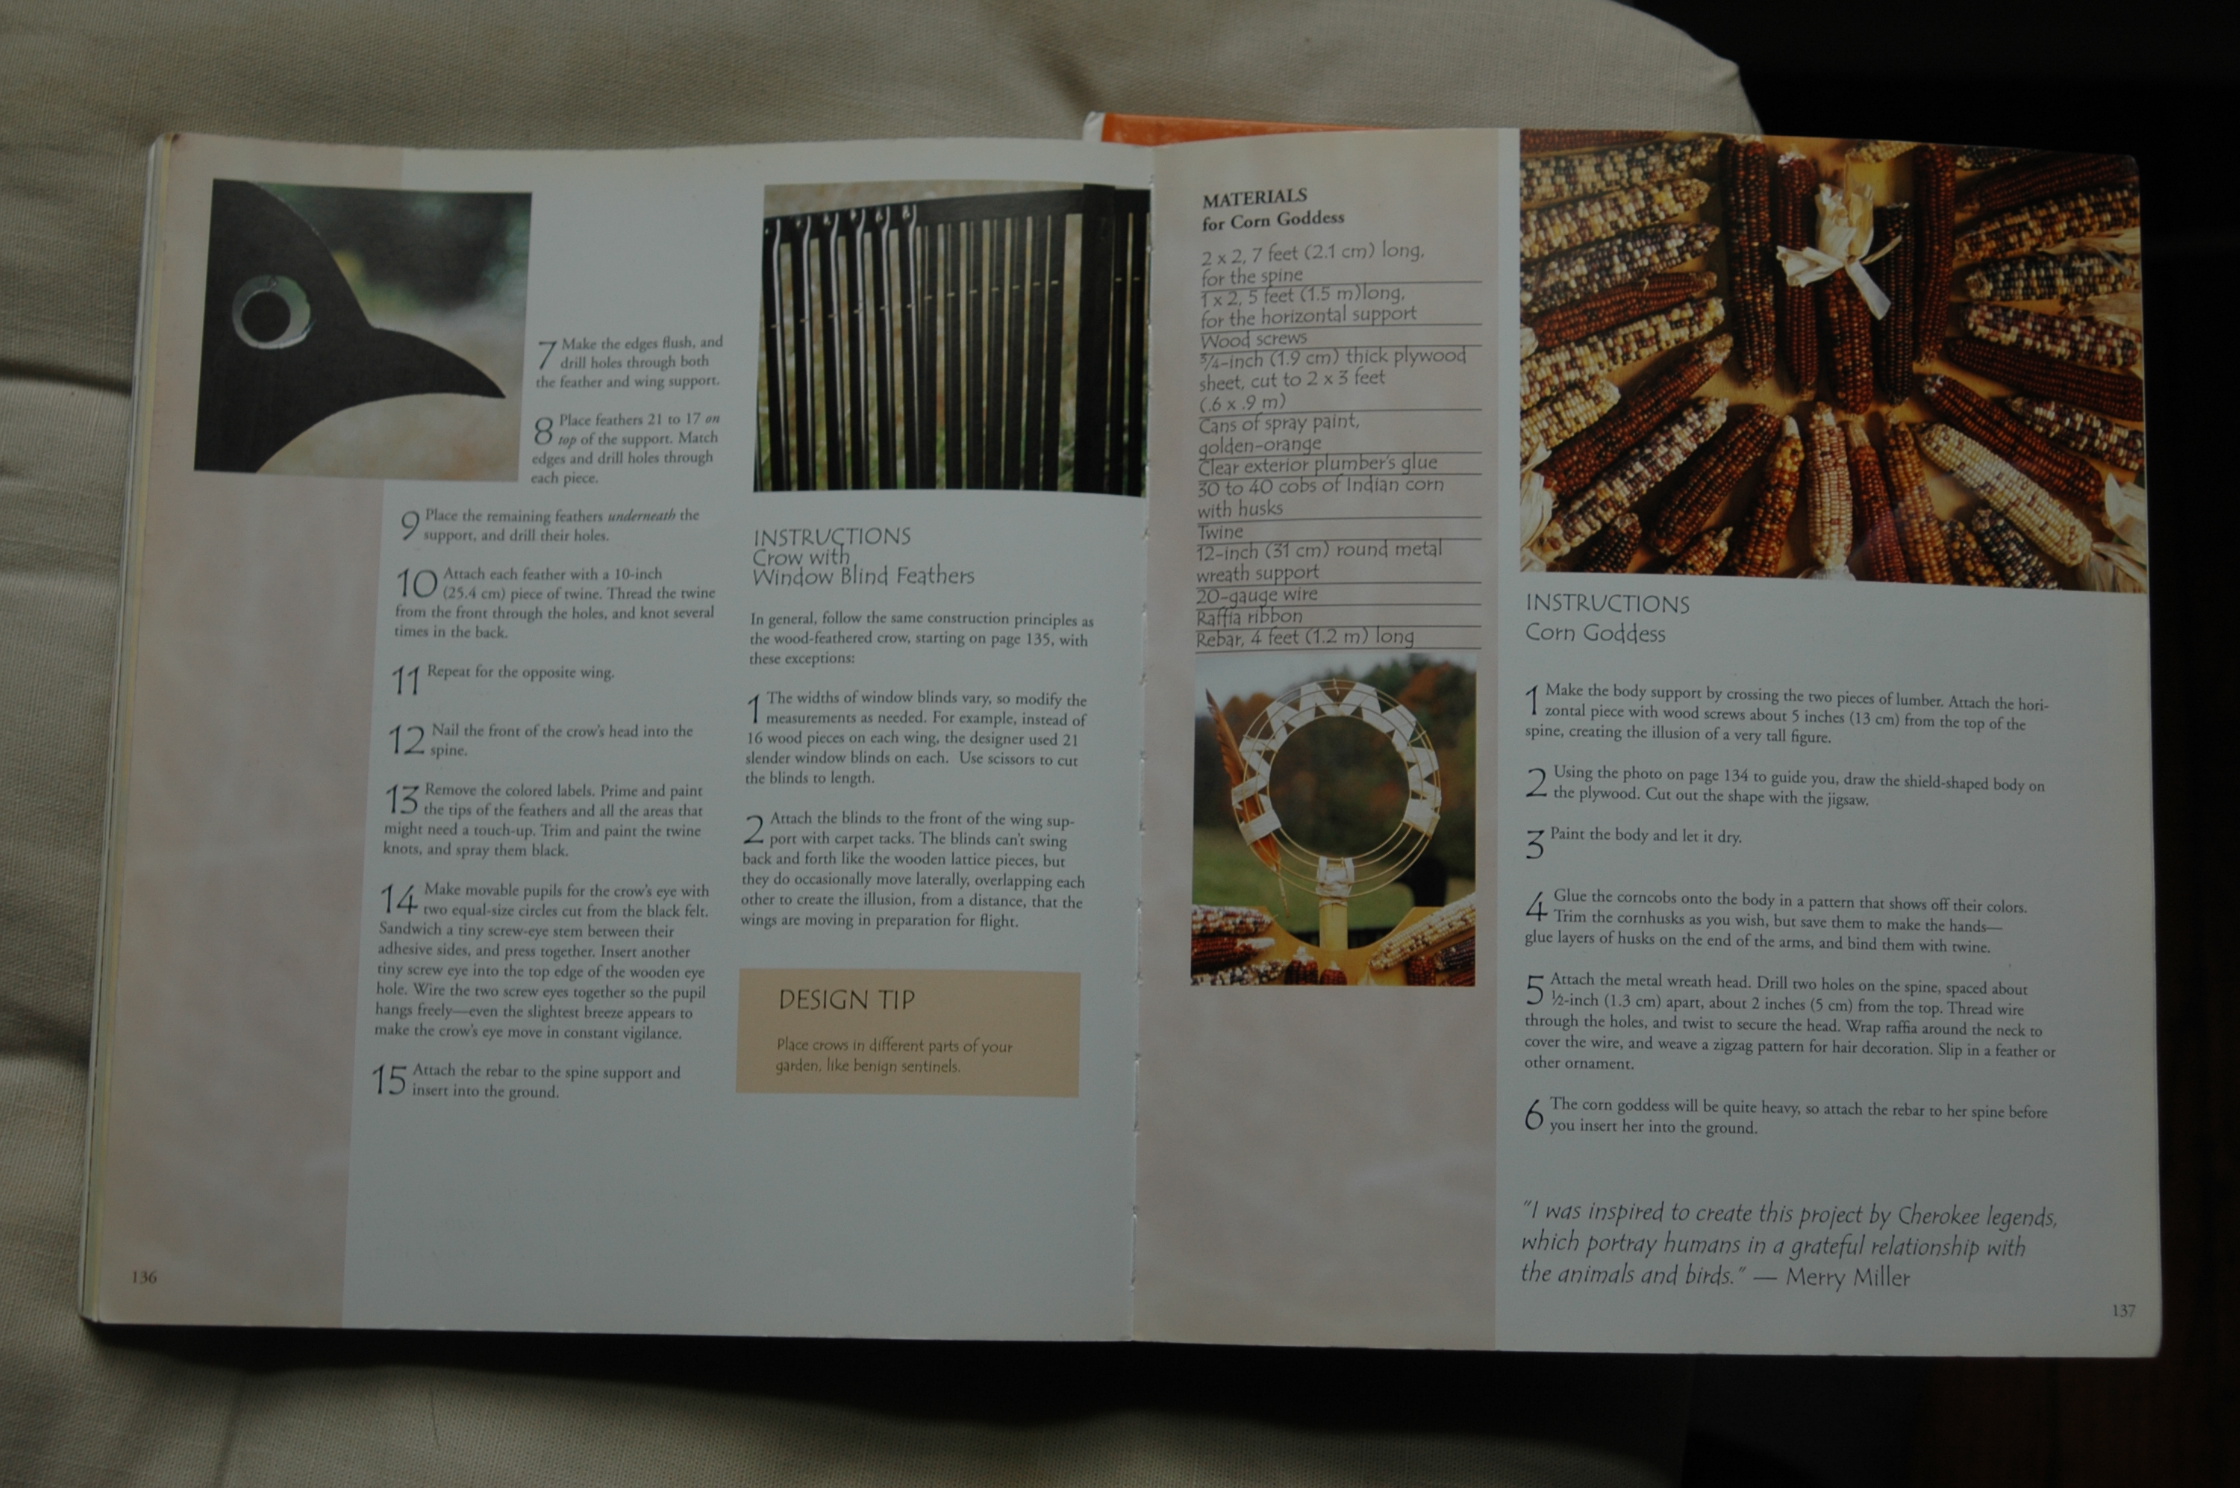 7 Make the edges flush, and
drill holes through both
the feather and wing support.
8 Place feathers 21 to 17 on
top of the support. Match
edges and drill holes through
each piece.
9 Place the remaining feathers underneath the
support, and drill their holes.
10 Attach each feather with a 10-inch
(25.4 cm) piece of twine. Thread the twine
from the front through the holes, and knot several
times in the back.
11 Repeat for the opposite wing.
12 Nail the front of the crow's head into the
spine.
13 Remove the colored labels. Prime and paint
the tips of the feathers and all the areas that
might need a touch-up. Trim and paint the twine
knots, and spray them black.
14 Make movable pupils for the crow's eye with
two equal-size circles cut from the black felt.
Sandwich a tiny screw-eye stem between their
adhesive sides, and press together. Insert another
tiny screw eye into the top edge of the wooden eye
hole. Wire the two screw eyes together so the pupil
hangs freely—even the slightest breeze appears to
make the crow's eye move in constant vigilance.
15 Attach the rebar to the spine support and
insert into the ground.
136
INSTRUCTIONS
Crow with
Window Blind Feathers
In general, follow the same construction principles as
the wood-feathered crow, starting on page 135, with
these exceptions:
1 The widths of window blinds vary, so modify the
measurements as needed. For example, instead of
16 wood pieces on each wing, the designer used 21
slender window blinds on each. Use scissors to cut
the blinds to length.
2 Attach the blinds to the front of the wing sup-
port with carpet tacks. The blinds can't swing
back and forth like the wooden lattice pieces, but
they do occasionally move laterally, overlapping each
other to create the illusion, from a distance, that the
wings are moving in preparation for flight.
DESIGN TIP
Place crows in different parts of your
garden, like benign sentinels.
MATERIALS
for Corn Goddess
2 x 2, 7 feet (2.1 cm) long,
for the spine
1 x 2, 5 feet (1.5 m)long,
for the horizontal support
Wood screws
3/4-inch (1.9 cm) thick plywood
sheet, cut to 2 x 3 feet
(.6 x .9 m)
Cans of spray paint,
golden-orange
Clear exterior plumber's glue
30 to 40 cobs of Indian corn
with husks
Twine
12-inch (31 cm) round metal
wreath support
20-gauge wire
Raffia ribbon
Rebar, 4 feet (1.2 m) long
INSTRUCTIONS
Corn Goddess
1 Make the body support by crossing the two pieces of lumber. Attach the hori-
zontal piece with wood screws about 5 inches (13 cm) from the top of the
spine, creating the illusion of a very tall figure.
2 Using the photo on page 134 to guide you, draw the shield-shaped body on
the plywood. Cut out the shape with the jigsaw.
3 Paint the body and let it dry.
4 Glue the corncobs onto the body in a pattern that shows off their colors.
Trim the cornhusks as you wish, but save them to make the hands—
glue layers of husks on the end of the arms, and bind them with twine.
5 Attach the metal wreath head. Drill two holes on the spine, spaced about
½-inch (1.3 cm) apart, about 2 inches (5 cm) from the top. Thread wire
through the holes, and twist to secure the head. Wrap raffia around the neck to
cover the wire, and weave a zigzag pattern for hair decoration. Slip in a feather or
other ornament.
6 The corn goddess will be quite heavy, so attach the rebar to her spine before
you insert her into the ground.
"I was inspired to create this project by Cherokee legends,
which portray humans in a grateful relationship with
the animals and birds." — Merry Miller
137